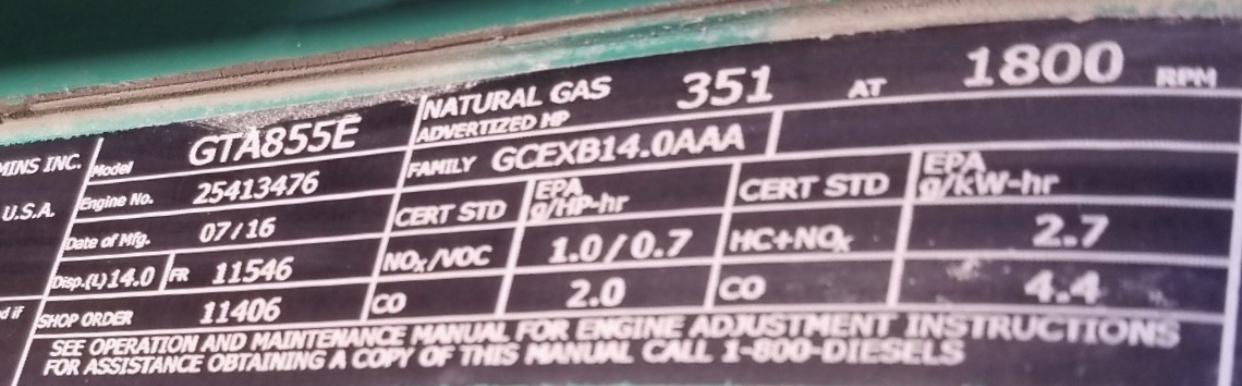 NATURAL GAS 351 AT 1800 RPM
ADVERTIZED HP
MINS INC. Model GTA855E
FAMILY GCEXB14.0AAA
U.S.A. Engine No. 25413476
CERT STD EPA g/HP-hr CERT STD EPA g/kW-hr
Date of Mfg. 07/16
NOx/VOC 1.0/0.7 HC+NOx 2.7
Disp.(L) 14.0 FR 11546
CO 2.0 CO 4.4
d if SHOP ORDER 11406
SEE OPERATION AND MAINTENANCE MANUAL FOR ENGINE ADJUSTMENT INSTRUCTIONS
FOR ASSISTANCE OBTAINING A COPY OF THIS MANUAL CALL 1-800-DIESELS